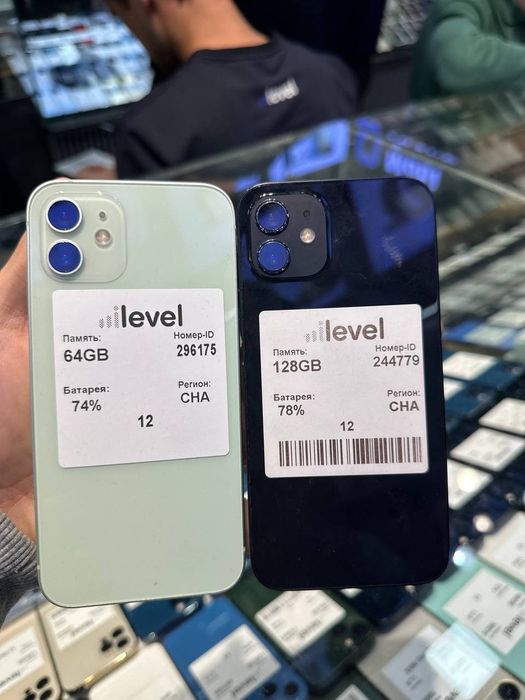 level
level
Память: Номер-ID
64GB 296175
Батарея: Регион:
74% CHA
12
level
Память: Номер-ID
128GB 244779
Батарея: Регион:
78% CHA
12
level